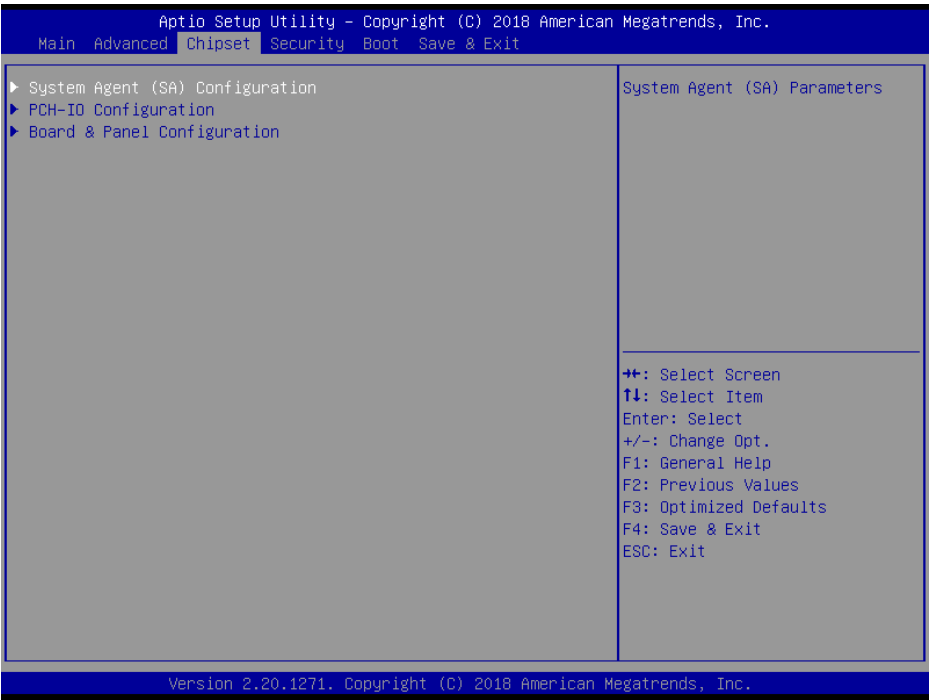 Aptio Setup Utility – Copyright (C) 2018 American Megatrends, Inc.
Main Advanced Chipset Security Boot Save & Exit
▶ System Agent (SA) Configuration
▶ PCH-IO Configuration
▶ Board & Panel Configuration
System Agent (SA) Parameters
→←: Select Screen
↑↓: Select Item
Enter: Select
+/-: Change Opt.
F1: General Help
F2: Previous Values
F3: Optimized Defaults
F4: Save & Exit
ESC: Exit
Version 2.20.1271. Copyright (C) 2018 American Megatrends, Inc.